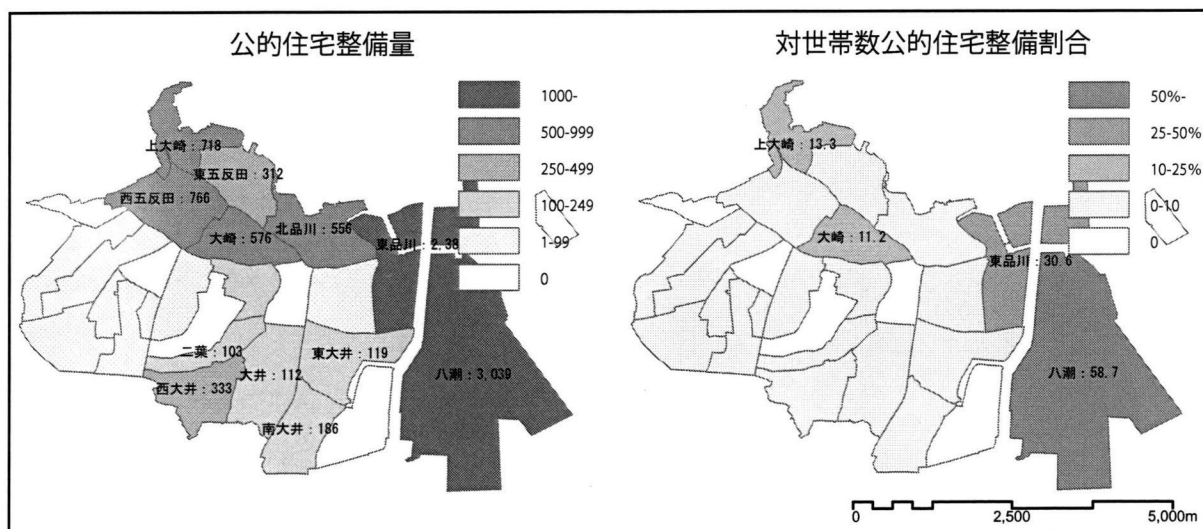 公的住宅整備量
対世帯数公的住宅整備割合
1000-
500-999
250-499
100-249
1-99
0
上大崎：718
東五反田：312
西五反田：766
大崎：576
北品川：556
東品川：2,38
二葉：103
東大井：119
大井：112
西大井：333
南大井：186
八潮：3,039
50%-
25-50%
10-25%
0-10
0
上大崎：13.3
大崎：11.2
東品川：30.6
八潮：58.7
0 2,500 5,000m